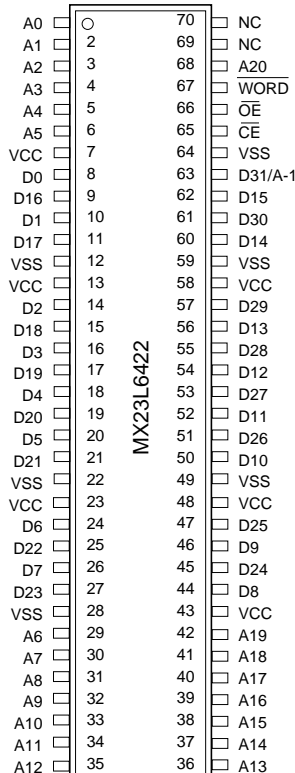 A0 70 NC
A1 2 69 NC
A2 3 68 A20
A3 4 67 WORD
A4 5 66 OE
A5 6 65 CE
VCC 7 64 VSS
D0 8 63 D31/A-1
D16 9 62 D15
D1 10 61 D30
D17 11 60 D14
VSS 12 59 VSS
VCC 13 58 VCC
D2 14 57 D29
D18 15 56 D13
D3 16 55 D28
D19 17 54 D12
D4 18 53 D27
D20 19 52 D11
D5 20 51 D26
D21 21 50 D10
VSS 22 49 VSS
VCC 23 48 VCC
D6 24 47 D25
D22 25 46 D9
D7 26 45 D24
D23 27 44 D8
VSS 28 43 VCC
A6 29 42 A19
A7 30 41 A18
A8 31 40 A17
A9 32 39 A16
A10 33 38 A15
A11 34 37 A14
A12 35 36 A13
MX23L6422